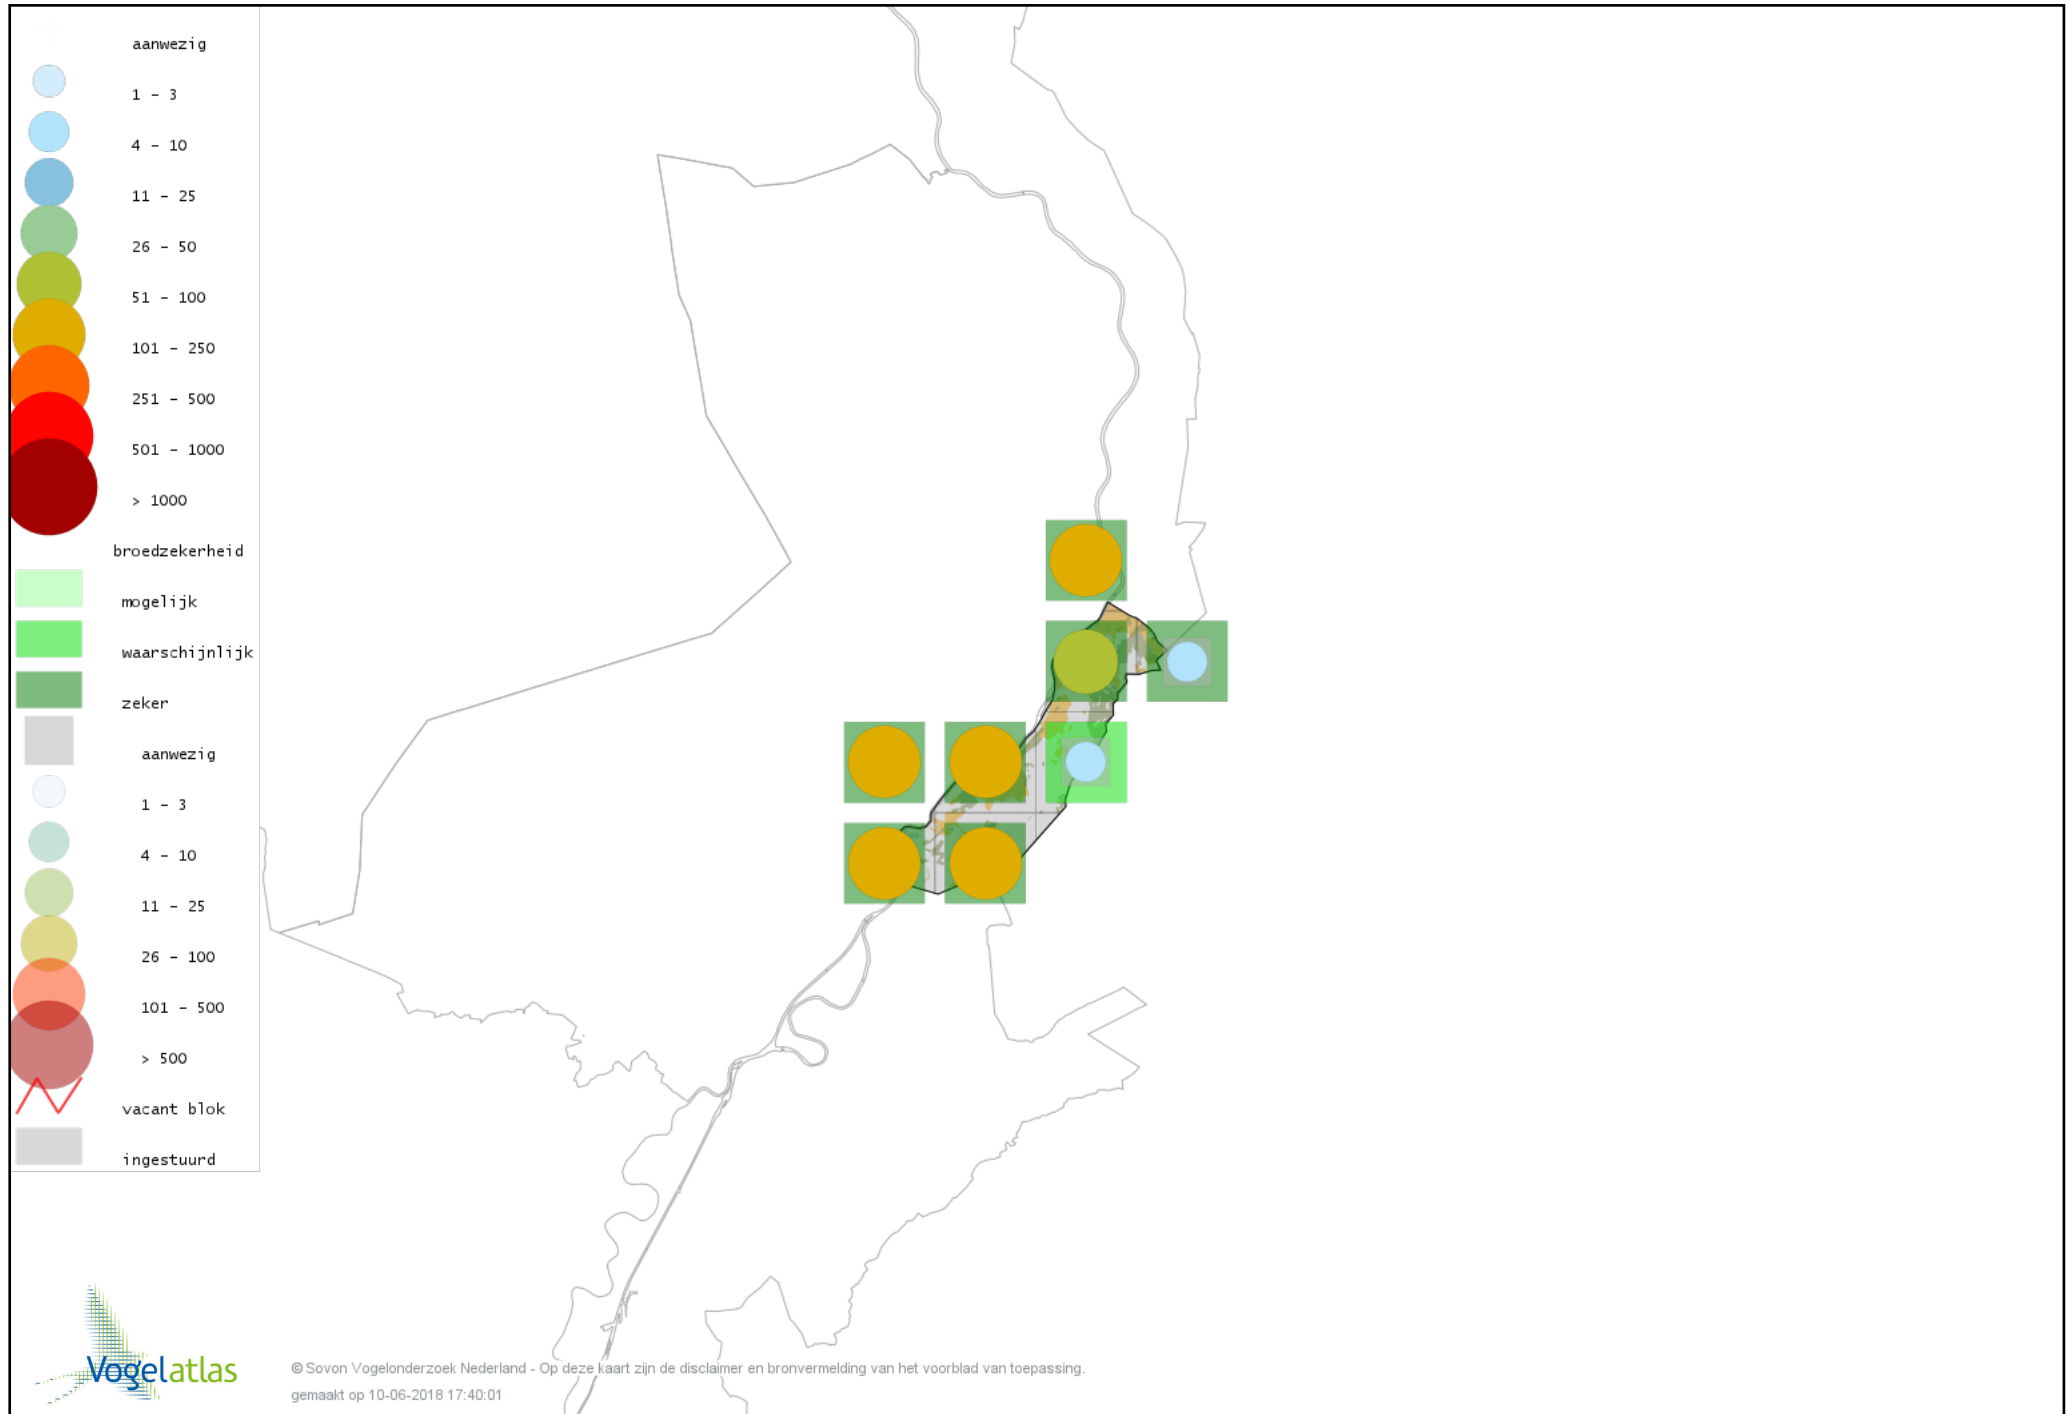 aanwezig
1 - 3
4 - 10
11 - 25
26 - 50
51 - 100
101 - 250
251 - 500
501 - 1000
> 1000
broedzekerheid
mogelijk
waarschijnlijk
zeker
aanwezig
1 - 3
4 - 10
11 - 25
26 - 100
101 - 500
> 500
vacant blok
ingestuurd
Vogelatlas
© Sovon Vogelonderzoek Nederland - Op deze kaart zijn de disclaimer en bronvermelding van het voorblad van toepassing.
gemaakt op 10-06-2018 17:40:01